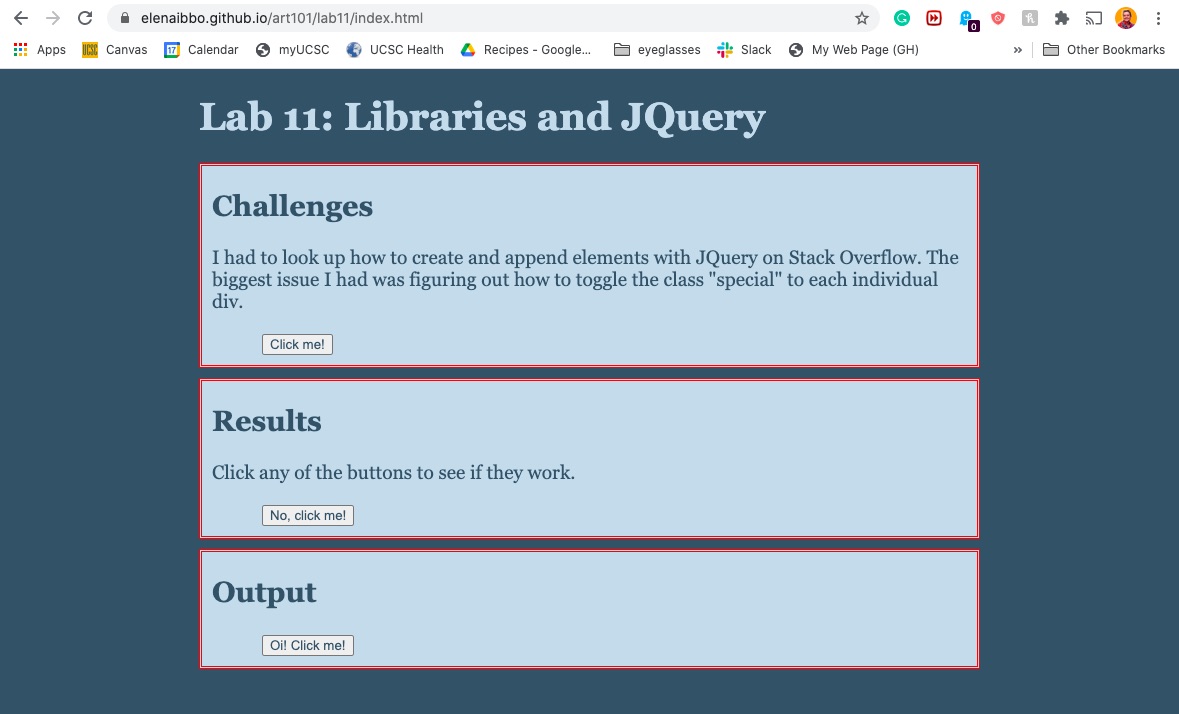 elenaibbo.github.io/art101/lab11/index.html
0
Apps UCSC Canvas 17 Calendar myUCSC UCSC Health Recipes - Google... eyeglasses Slack My Web Page (GH) » Other Bookmarks
Lab 11: Libraries and JQuery
Challenges
I had to look up how to create and append elements with JQuery on Stack Overflow. The
biggest issue I had was figuring out how to toggle the class "special" to each individual
div.
Click me!
Results
Click any of the buttons to see if they work.
No, click me!
Output
Oi! Click me!